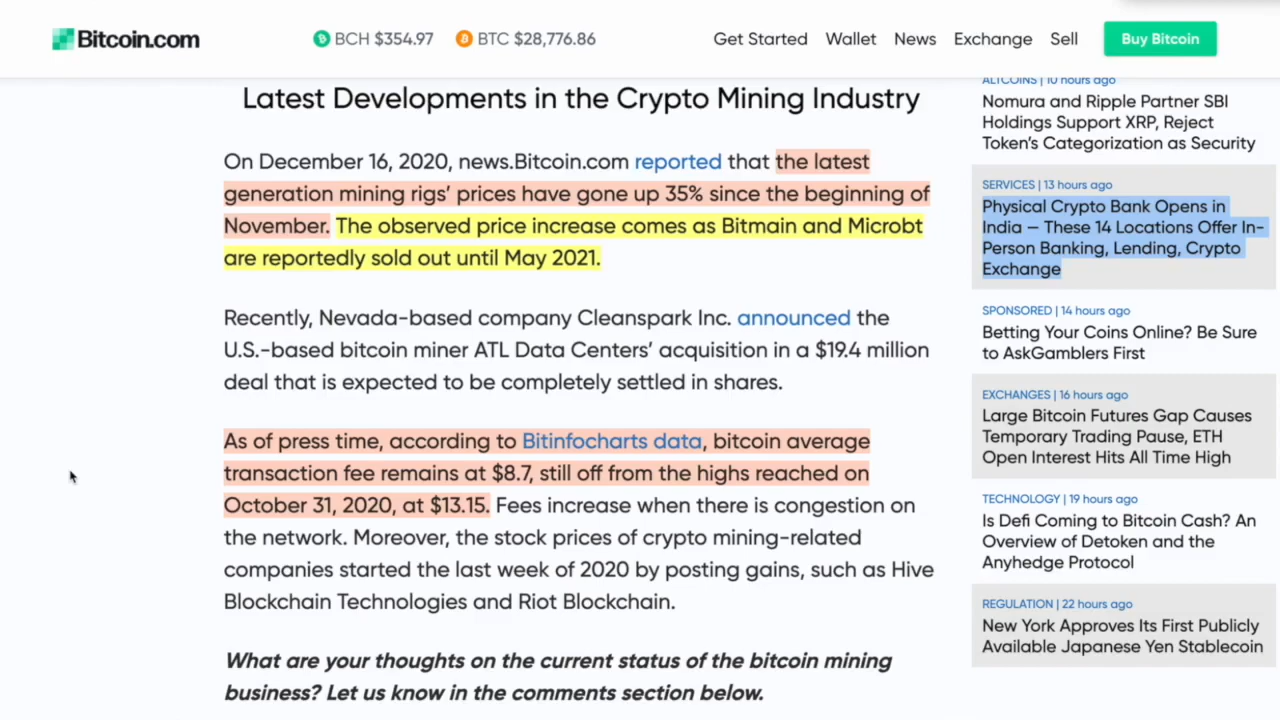 Bitcoin.com
BCH $354.97
BTC $28,776.86
Get Started
Wallet
News
Exchange
Sell
Buy Bitcoin
Latest Developments in the Crypto Mining Industry
On December 16, 2020, news.Bitcoin.com reported that the latest
generation mining rigs' prices have gone up 35% since the beginning of
November. The observed price increase comes as Bitmain and Microbt
are reportedly sold out until May 2021.
Recently, Nevada-based company Cleanspark Inc. announced the
U.S.-based bitcoin miner ATL Data Centers' acquisition in a $19.4 million
deal that is expected to be completely settled in shares.
As of press time, according to Bitinfocharts data, bitcoin average
transaction fee remains at $8.7, still off from the highs reached on
October 31, 2020, at $13.15. Fees increase when there is congestion on
the network. Moreover, the stock prices of crypto mining-related
companies started the last week of 2020 by posting gains, such as Hive
Blockchain Technologies and Riot Blockchain.
What are your thoughts on the current status of the bitcoin mining
business? Let us know in the comments section below.
ALTCOINS | 10 hours ago
Nomura and Ripple Partner SBI
Holdings Support XRP, Reject
Token's Categorization as Security
SERVICES | 13 hours ago
Physical Crypto Bank Opens in
India — These 14 Locations Offer In-
Person Banking, Lending, Crypto
Exchange
SPONSORED | 14 hours ago
Betting Your Coins Online? Be Sure
to AskGamblers First
EXCHANGES | 16 hours ago
Large Bitcoin Futures Gap Causes
Temporary Trading Pause, ETH
Open Interest Hits All Time High
TECHNOLOGY | 19 hours ago
Is Defi Coming to Bitcoin Cash? An
Overview of Detoken and the
Anyhedge Protocol
REGULATION | 22 hours ago
New York Approves Its First Publicly
Available Japanese Yen Stablecoin